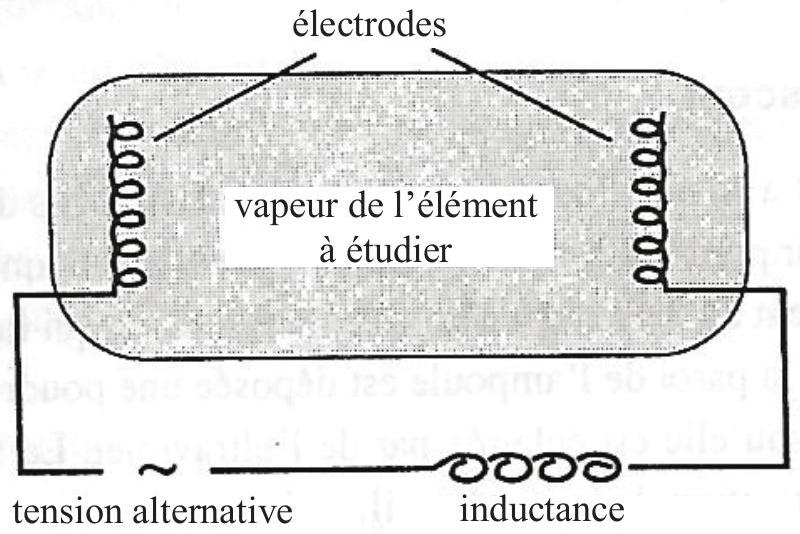 électrodes
vapeur de l’élément
à étudier
tension alternative
inductance